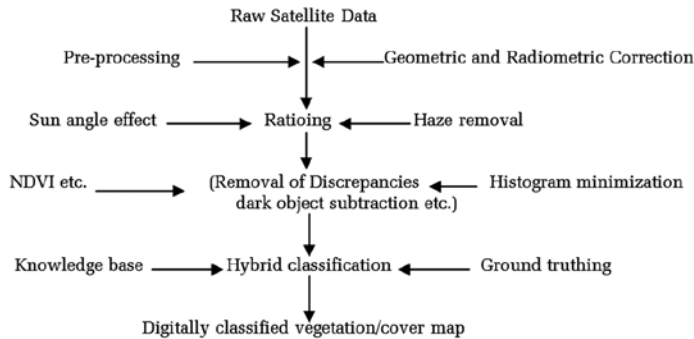 Raw Satellite Data
Pre-processing
Geometric and Radiometric Correction
Sun angle effect
Ratioing
Haze removal
NDVI etc.
(Removal of Discrepancies
dark object subtraction etc.)
Histogram minimization
Knowledge base
Hybrid classification
Ground truthing
Digitally classified vegetation/cover map